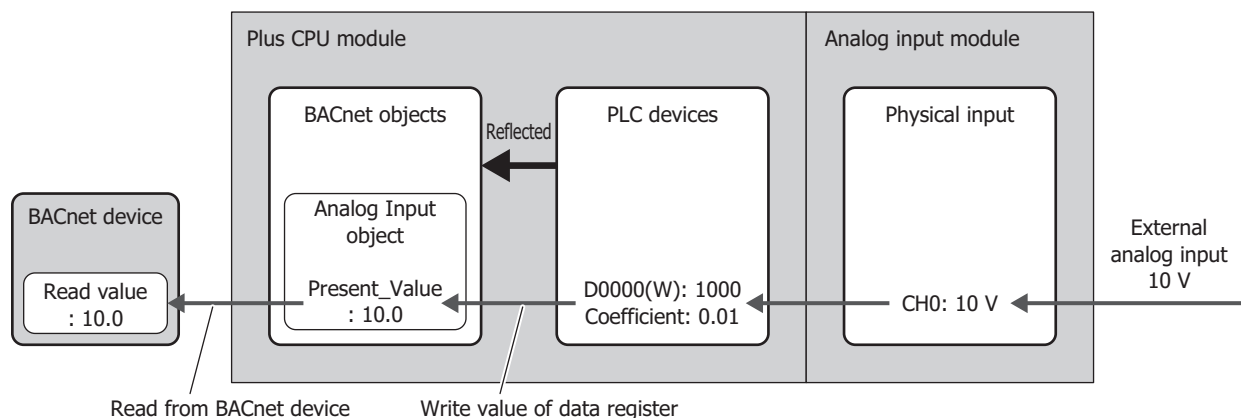 Plus CPU module
Analog input module
BACnet objects
Reflected
PLC devices
Physical input
BACnet device
Analog Input
object
External
analog input
10 V
Read value
: 10.0
Present_Value
: 10.0
D0000(W): 1000
Coefficient: 0.01
CH0: 10 V
Read from BACnet device
Write value of data register